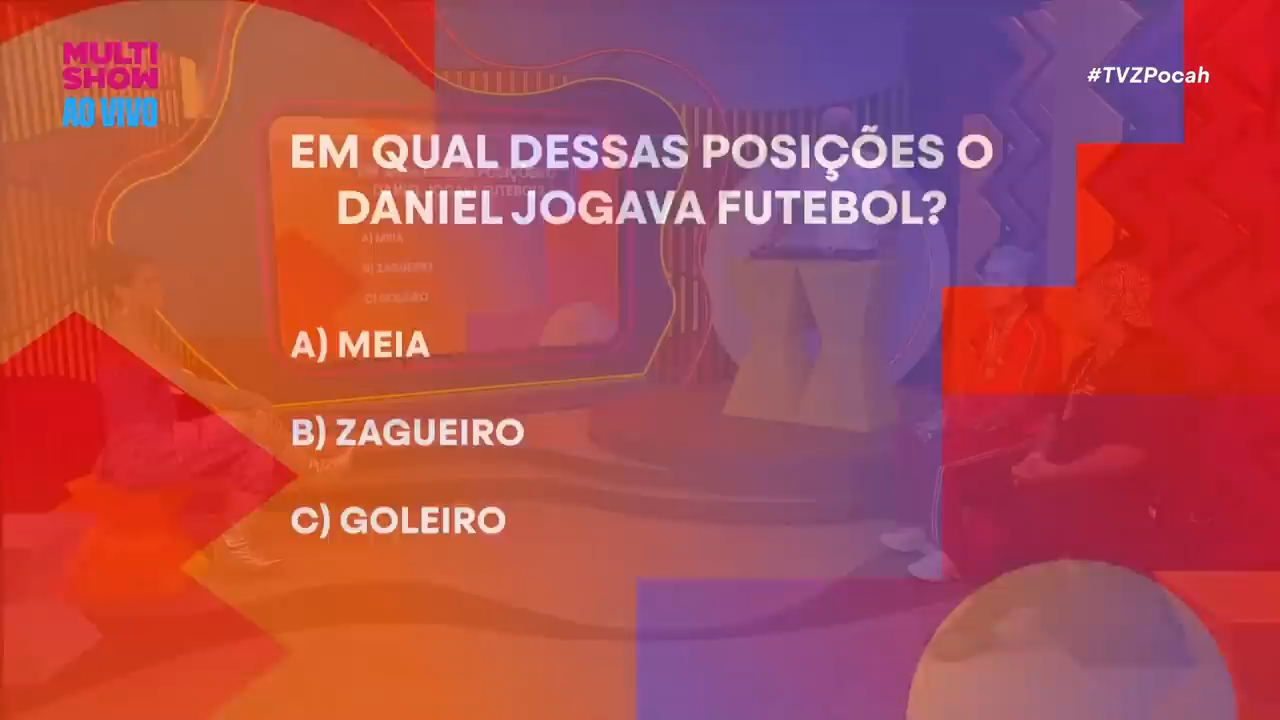 MULTI
SHOW
AO VIVO
#TVZPocah
EM QUAL DESSAS POSIÇÕES O
DANIEL JOGAVA FUTEBOL?
A) MEIA
B) ZAGUEIRO
C) GOLEIRO